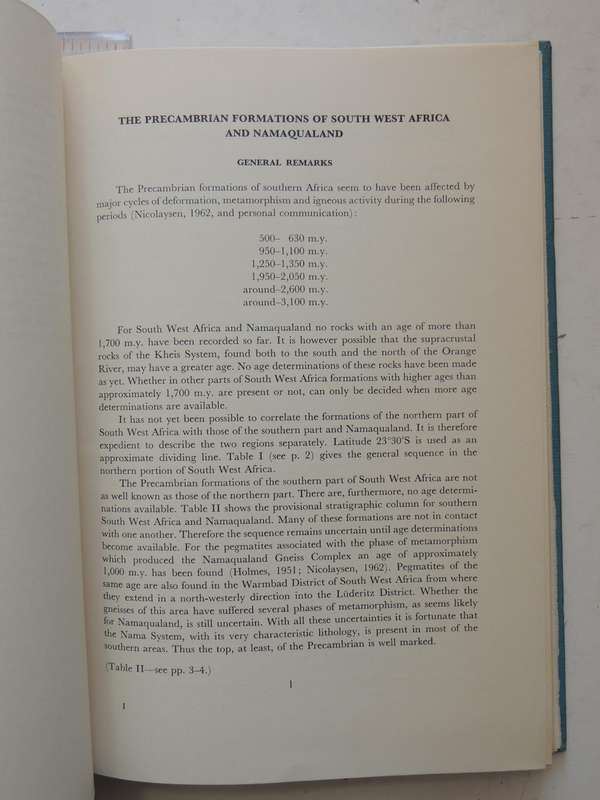 THE PRECAMBRIAN FORMATIONS OF SOUTH WEST AFRICA
AND NAMAQUALAND
GENERAL REMARKS
The Precambrian formations of southern Africa seem to have been affected by
major cycles of deformation, metamorphism and igneous activity during the following
periods (Nicolaysen, 1962, and personal communication):
500– 630 m.y.
950–1,100 m.y.
1,250–1,350 m.y.
1,950–2,050 m.y.
around–2,600 m.y.
around–3,100 m.y.
For South West Africa and Namaqualand no rocks with an age of more than
1,700 m.y. have been recorded so far. It is however possible that the supracrustal
rocks of the Kheis System, found both to the south and the north of the Orange
River, may have a greater age. No age determinations of these rocks have been made
as yet. Whether in other parts of South West Africa formations with higher ages than
approximately 1,700 m.y. are present or not, can only be decided when more age
determinations are available.
It has not yet been possible to correlate the formations of the northern part of
South West Africa with those of the southern part and Namaqualand. It is therefore
expedient to describe the two regions separately. Latitude 23°30'S is used as an
approximate dividing line. Table I (see p. 2) gives the general sequence in the
northern portion of South West Africa.
The Precambrian formations of the southern part of South West Africa are not
as well known as those of the northern part. There are, furthermore, no age determi-
nations available. Table II shows the provisional stratigraphic column for southern
South West Africa and Namaqualand. Many of these formations are not in contact
with one another. Therefore the sequence remains uncertain until age determinations
become available. For the pegmatites associated with the phase of metamorphism
which produced the Namaqualand Gneiss Complex an age of approximately
1,000 m.y. has been found (Holmes, 1951; Nicolaysen, 1962). Pegmatites of the
same age are also found in the Warmbad District of South West Africa from where
they extend in a north-westerly direction into the Lüderitz District. Whether the
gneisses of this area have suffered several phases of metamorphism, as seems likely
for Namaqualand, is still uncertain. With all these uncertainties it is fortunate that
the Nama System, with its very characteristic lithology, is present in most of the
southern areas. Thus the top, at least, of the Precambrian is well marked.
(Table II—see pp. 3–4.)
1
1